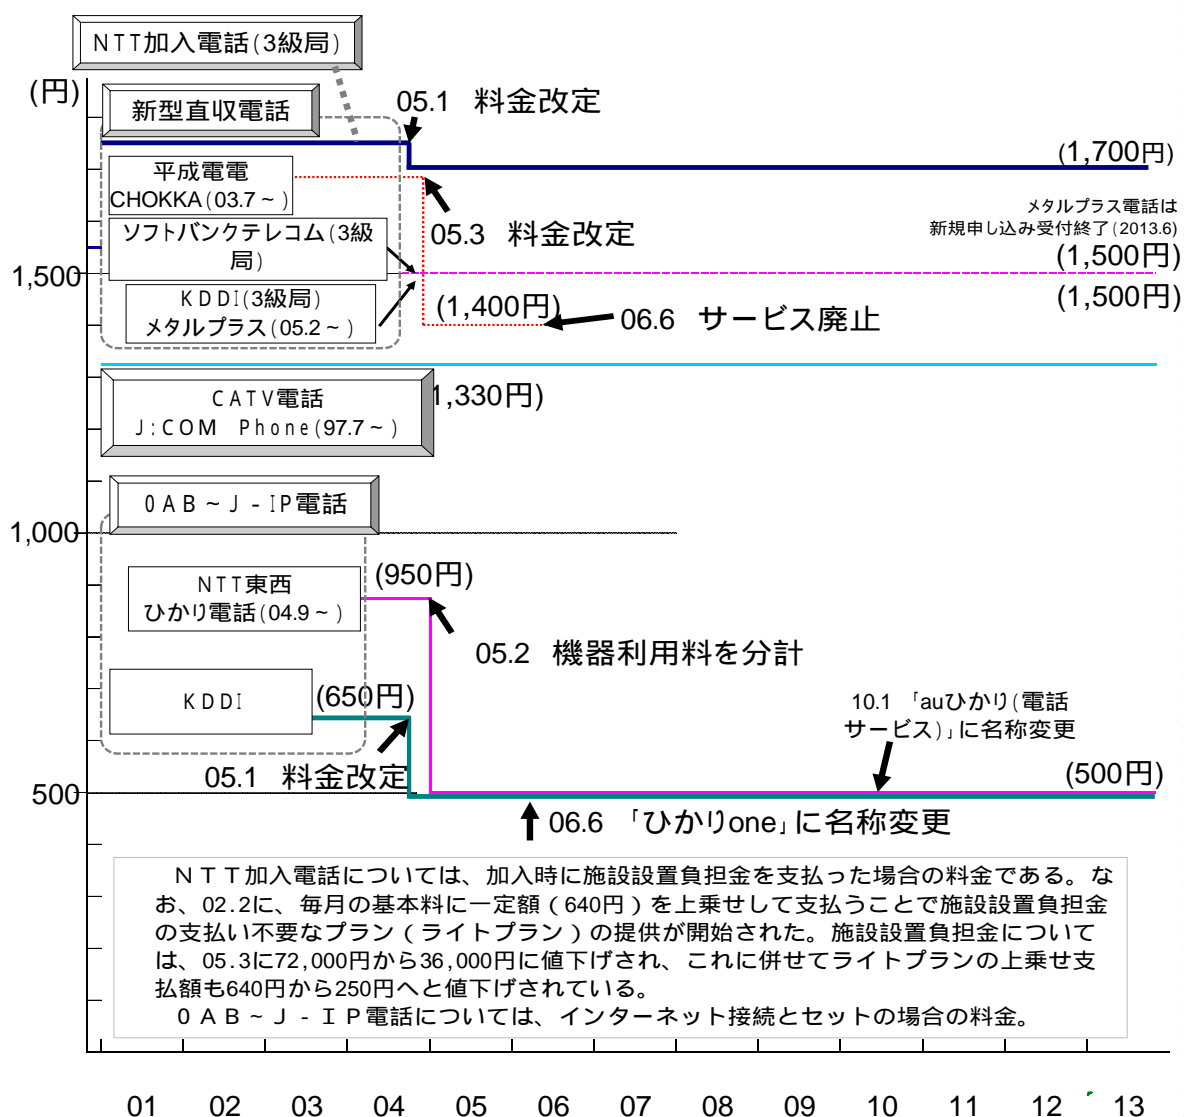 NTT加入電話(3級局)
(円)
新型直収電話
05.1 料金改定
(1,700円)
平成電電
CHOKKA(03.7~)
05.3 料金改定
メタルプラス電話は
新規申し込み受付終了(2013.6)
ソフトバンクテレコム(3級
局)
(1,500円)
1,500
KDDI(3級局)
メタルプラス(05.2~)
(1,400円)
06.6 サービス廃止
(1,500円)
CATV電話
J:COM Phone(97.7~)
1,330円)
0AB~J-IP電話
1,000
NTT東西
ひかり電話(04.9~)
(950円)
05.2 機器利用料を分計
KDDI
(650円)
10.1 「auひかり(電話
サービス)」に名称変更
05.1 料金改定
(500円)
500
06.6 「ひかりone」に名称変更
NTT加入電話については、加入時に施設設置負担金を支払った場合の料金である。な
お、02.2に、毎月の基本料に一定額(640円)を上乗せして支払うことで施設設置負担金
の支払い不要なプラン(ライトプラン)の提供が開始された。施設設置負担金について
は、05.3に72,000円から36,000円に値下げされ、これに併せてライトプランの上乗せ支
払額も640円から250円へと値下げされている。
0AB~J-IP電話については、インターネット接続とセットの場合の料金。
01 02 03 04 05 06 07 08 09 10 11 12 13